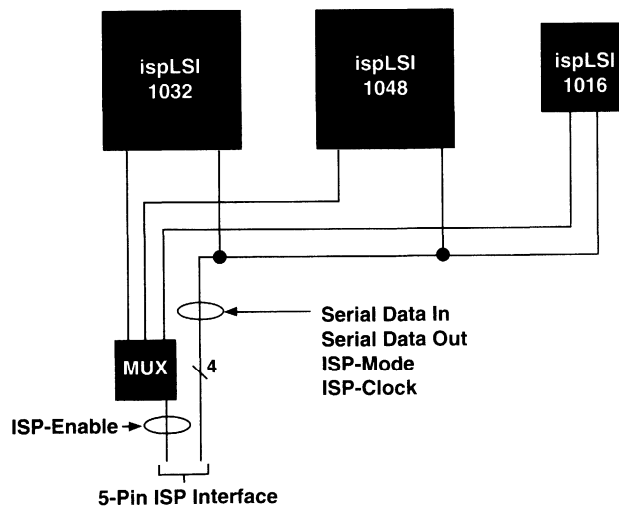 ispLSI
1032
ispLSI
1048
ispLSI
1016
Serial Data In
Serial Data Out
ISP-Mode
ISP-Clock
MUX
4
ISP-Enable
5-Pin ISP Interface